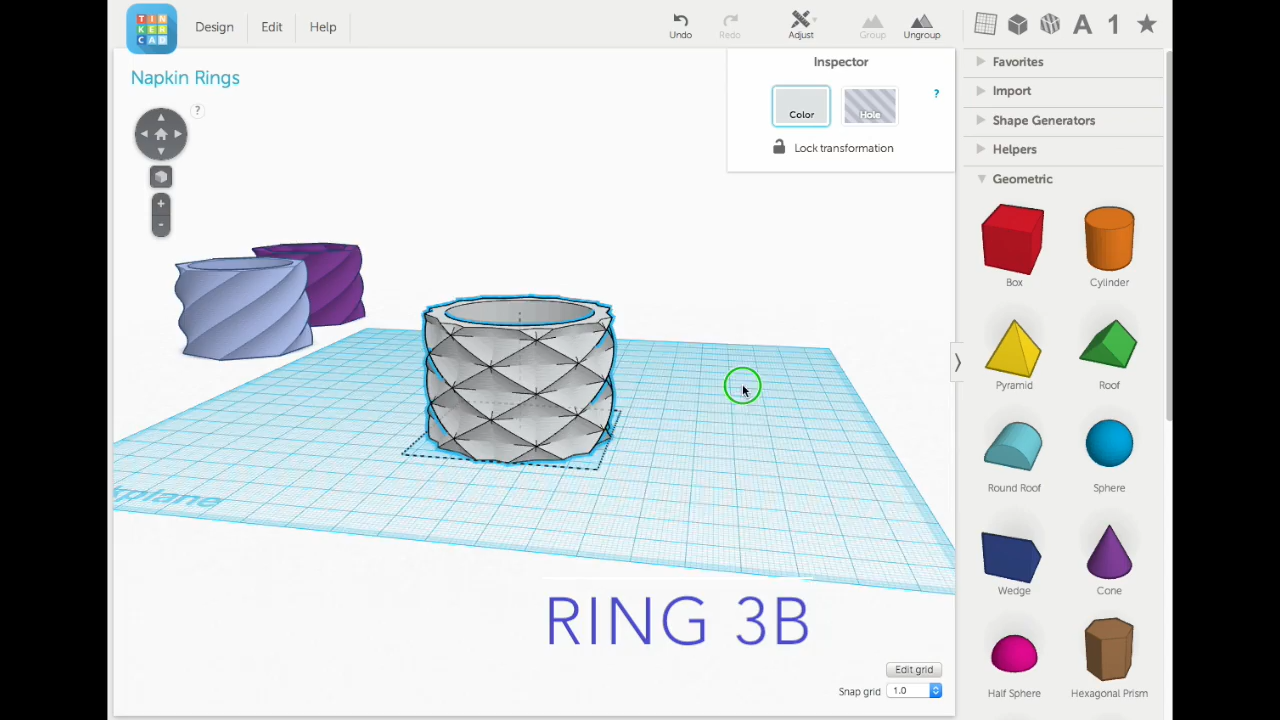 TIN
KER
CAD
Design
Edit
Help
Undo
Redo
Adjust
Group
Ungroup
A
1
Napkin Rings
?
Inspector
Color
Hole
?
Lock transformation
Favorites
Import
Shape Generators
Helpers
Geometric
Box
Cylinder
Pyramid
Roof
Round Roof
Sphere
Wedge
Cone
Half Sphere
Hexagonal Prism
+
-
RING 3B
Edit grid
Snap grid
1.0